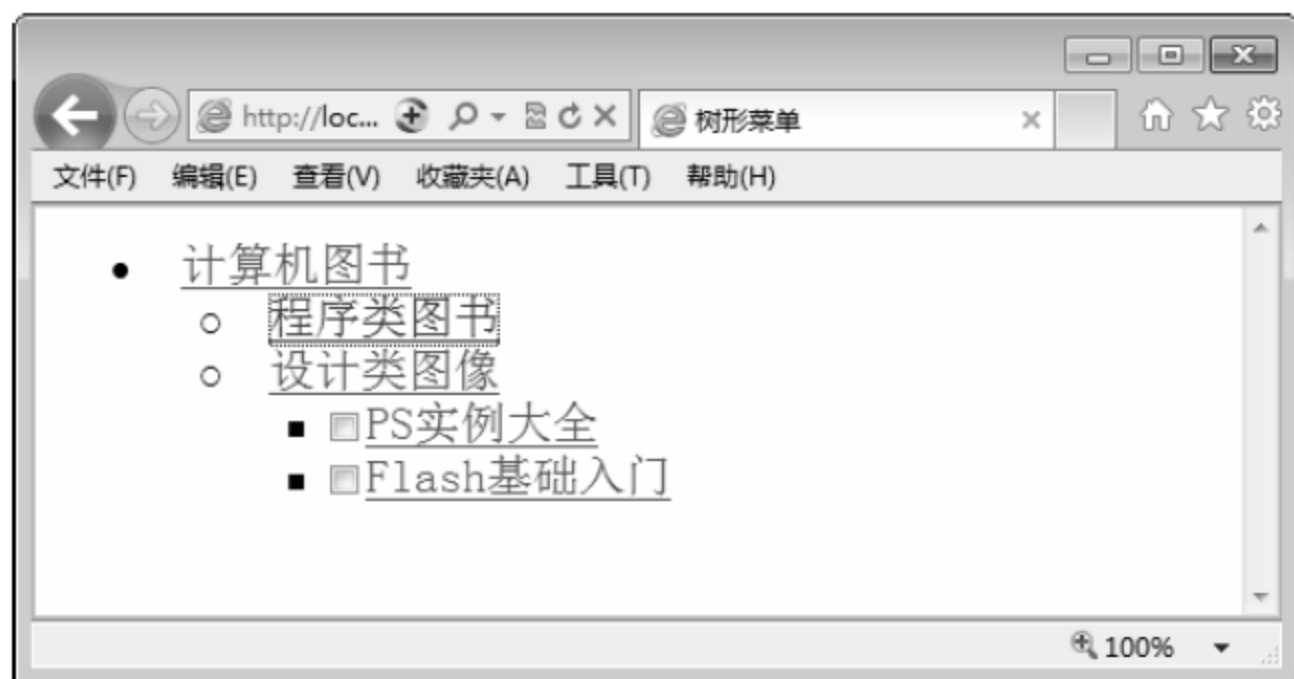 http://loc... 树形菜单
文件(F) 编辑(E) 查看(V) 收藏夹(A) 工具(T) 帮助(H)
计算机图书
程序类图书
设计类图像
PS实例大全
Flash基础入门
100%